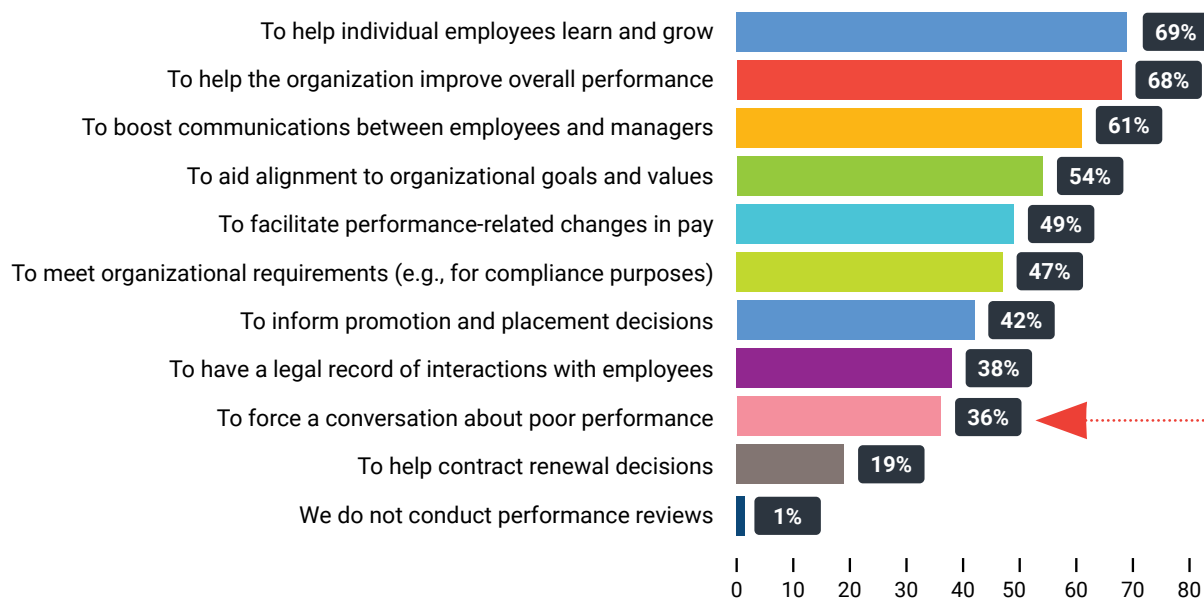 To help individual employees learn and grow 69%
To help the organization improve overall performance 68%
To boost communications between employees and managers 61%
To aid alignment to organizational goals and values 54%
To facilitate performance-related changes in pay 49%
To meet organizational requirements (e.g., for compliance purposes) 47%
To inform promotion and placement decisions 42%
To have a legal record of interactions with employees 38%
To force a conversation about poor performance 36%
To help contract renewal decisions 19%
We do not conduct performance reviews 1%
0 10 20 30 40 50 60 70 80